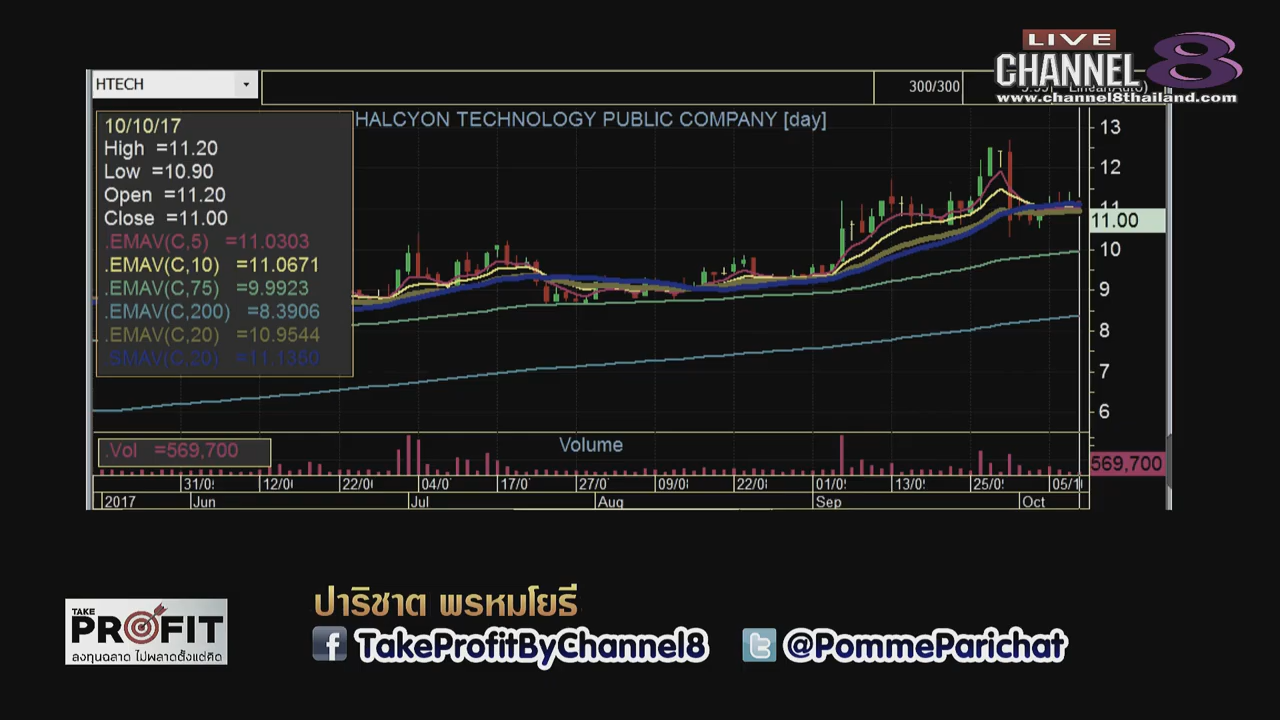 LIVE
CHANNEL 8
www.channel8thailand.com
HTECH
300/300
HALCYON TECHNOLOGY PUBLIC COMPANY [day]
10/10/17
High =11.20
Low =10.90
Open =11.20
Close =11.00
.EMAV(C,5) =11.0303
.EMAV(C,10) =11.0671
.EMAV(C,75) =9.9923
.EMAV(C,200) =8.3906
.EMAV(C,20) =10.9544
.SMAV(C,20) =11.1350
13
12
11
11.00
10
9
8
7
6
.Vol =569,700
Volume
569,700
31/0 12/0 22/0 04/0 17/0 27/0 09/0 22/0 01/0 13/0 25/0 05/1
2017 Jun Jul Aug Sep Oct
TAKE
PROFIT
ลงทุนฉลาด ไม่พลาดตั้งแต่คิด
ปาริชาต พรหมโยธี
f TakeProfitByChannel8 t @PommeParichat